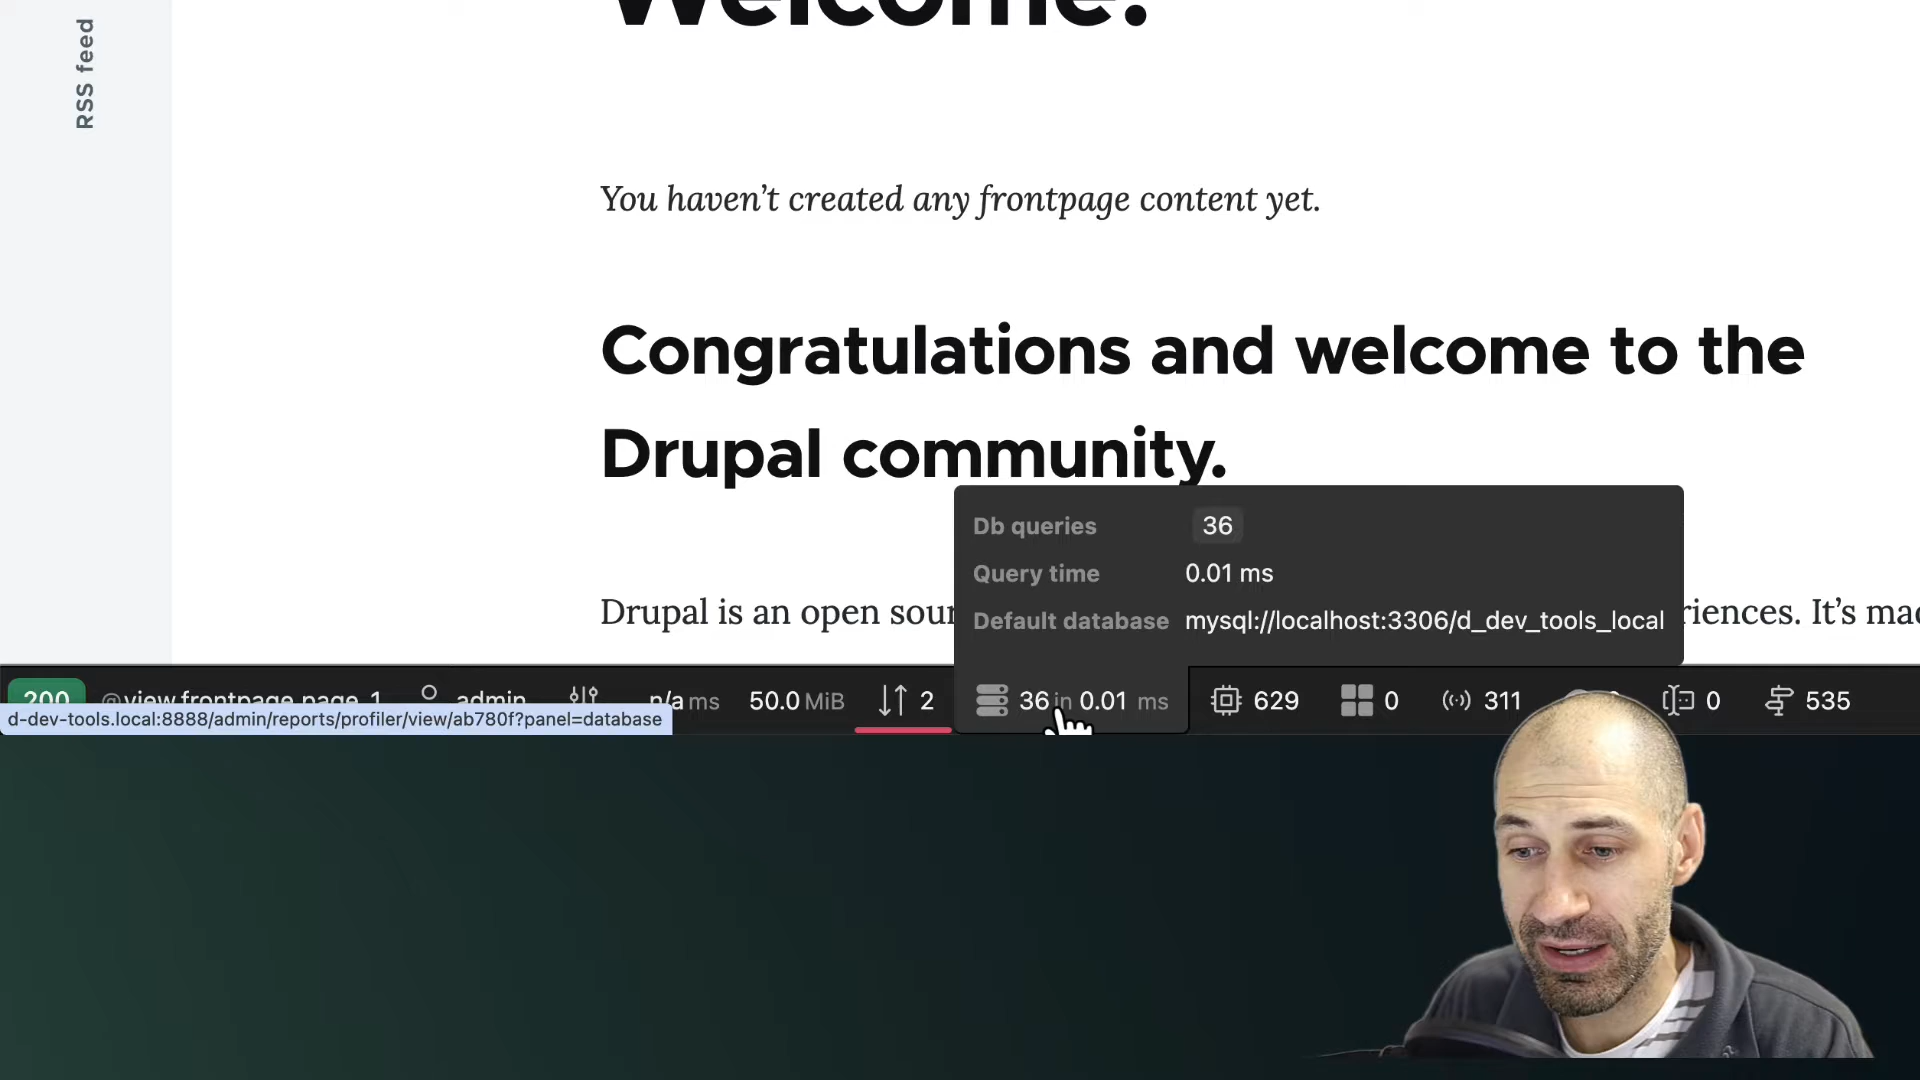 RSS feed
Welcome!
You haven't created any frontpage content yet.
Congratulations and welcome to the
Drupal community.
Db queries 36
Query time 0.01 ms
Default database mysql://localhost:3306/d_dev_tools_local
Drupal is an open
It's
200 @view.frontpage.page_1 admin n/a ms 50.0 MiB 2 36 in 0.01 ms 629 0 311 0 535
d-dev-tools.local:8888/admin/reports/profiler/view/ab780f?panel=database